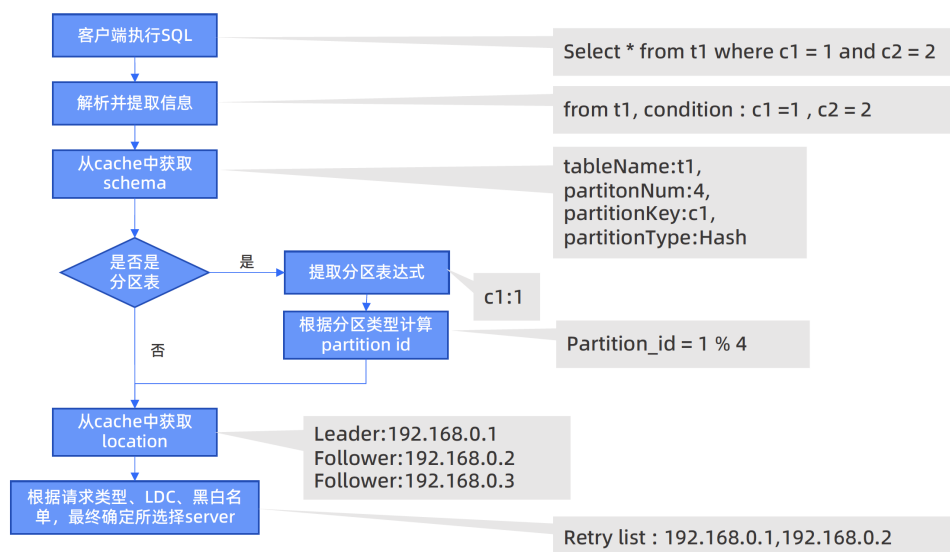 客户端执行SQL
Select * from t1 where c1 = 1 and c2 = 2
解析并提取信息
from t1, condition : c1 =1 , c2 = 2
从cache中获取
schema
tableName:t1,
partitonNum:4,
partitionKey:c1,
partitionType:Hash
是否是
分区表
是
提取分区表达式
c1:1
根据分区类型计算
partition id
Partition_id = 1 % 4
否
从cache中获取
location
Leader:192.168.0.1
Follower:192.168.0.2
Follower:192.168.0.3
根据请求类型、LDC、黑白名
单，最终确定所选择server
Retry list : 192.168.0.1,192.168.0.2